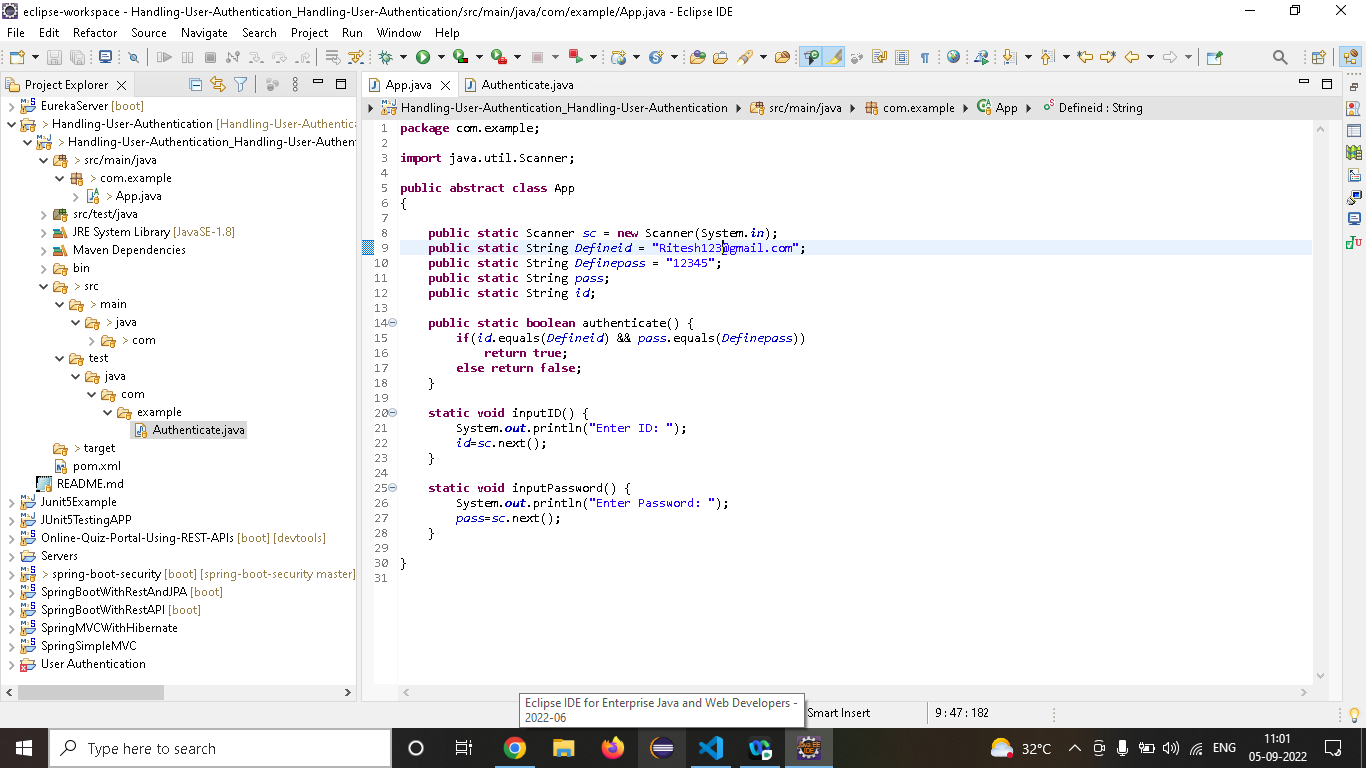 eclipse-workspace - Handling-User-Authentication_Handling-User-Authentication/src/main/java/com/example/App.java - Eclipse IDE
File Edit Refactor Source Navigate Search Project Run Window Help
Project Explorer
EurekaServer [boot]
> Handling-User-Authentication [Handling-User-Authentic
> Handling-User-Authentication_Handling-User-Authen
> src/main/java
> com.example
> App.java
src/test/java
JRE System Library [JavaSE-1.8]
Maven Dependencies
bin
> src
> main
> java
> com
test
java
com
example
Authenticate.java
> target
pom.xml
README.md
Junit5Example
JUnit5TestingAPP
Online-Quiz-Portal-Using-REST-APIs [boot] [devtools]
Servers
> spring-boot-security [boot] [spring-boot-security master]
SpringBootWithRestAndJPA [boot]
SpringBootWithRestAPI [boot]
SpringMVCWithHibernate
SpringSimpleMVC
User Authentication
App.java Authenticate.java
Handling-User-Authentication_Handling-User-Authentication src/main/java com.example App Defineid : String
1 package com.example;
2
3 import java.util.Scanner;
4
5 public abstract class App
6 {
7
8 public static Scanner sc = new Scanner(System.in);
9 public static String Defineid = "Ritesh123@gmail.com";
10 public static String Definepass = "12345";
11 public static String pass;
12 public static String id;
13
14 public static boolean authenticate() {
15 if(id.equals(Defineid) && pass.equals(Definepass))
16 return true;
17 else return false;
18 }
19
20 static void inputID() {
21 System.out.println("Enter ID: ");
22 id=sc.next();
23 }
24
25 static void inputPassword() {
26 System.out.println("Enter Password: ");
27 pass=sc.next();
28 }
29
30 }
31
Eclipse IDE for Enterprise Java and Web Developers -
2022-06
Smart Insert 9 : 47 : 182
Type here to search
32°C ENG 11:01
05-09-2022